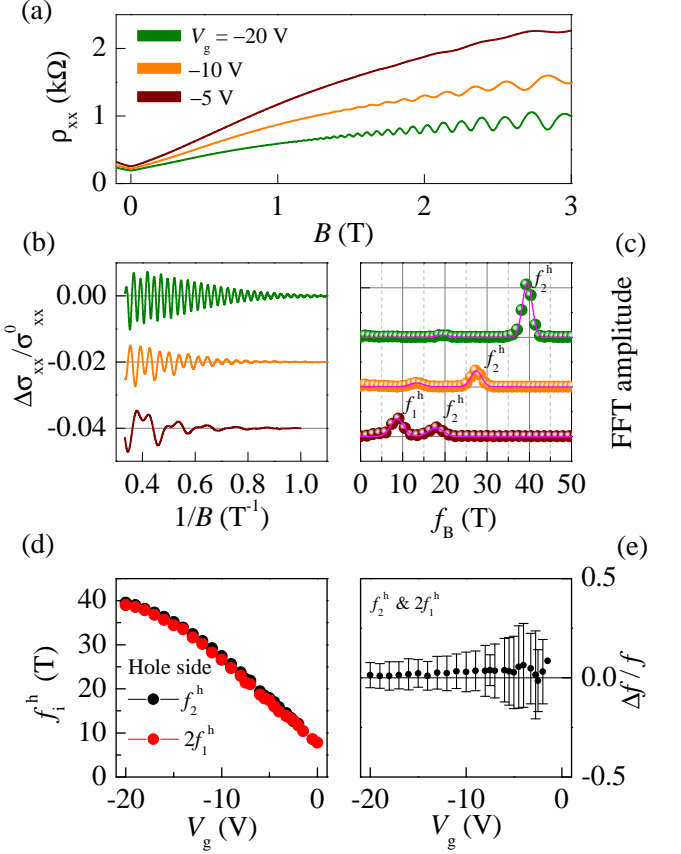 (a)
V_g = −20 V
−10 V
−5 V
ρ_xx (kΩ)
2
1
0
0 1 2 3
B (T)
(b)
(c)
0.00
−0.02
−0.04
Δσ_xx/σ^0_xx
0.4 0.6 0.8 1.0
1/B (T^-1)
f_2^h
f_2^h
f_1^h
f_2^h
FFT amplitude
0 10 20 30 40 50
f_B (T)
(d)
(e)
40
30
20
10
0
f_i^h (T)
Hole side
f_2^h
2f_1^h
-20 -10 0
V_g (V)
f_2^h & 2f_1^h
0.5
0.0
-0.5
Δf / f
-20 -10 0
V_g (V)